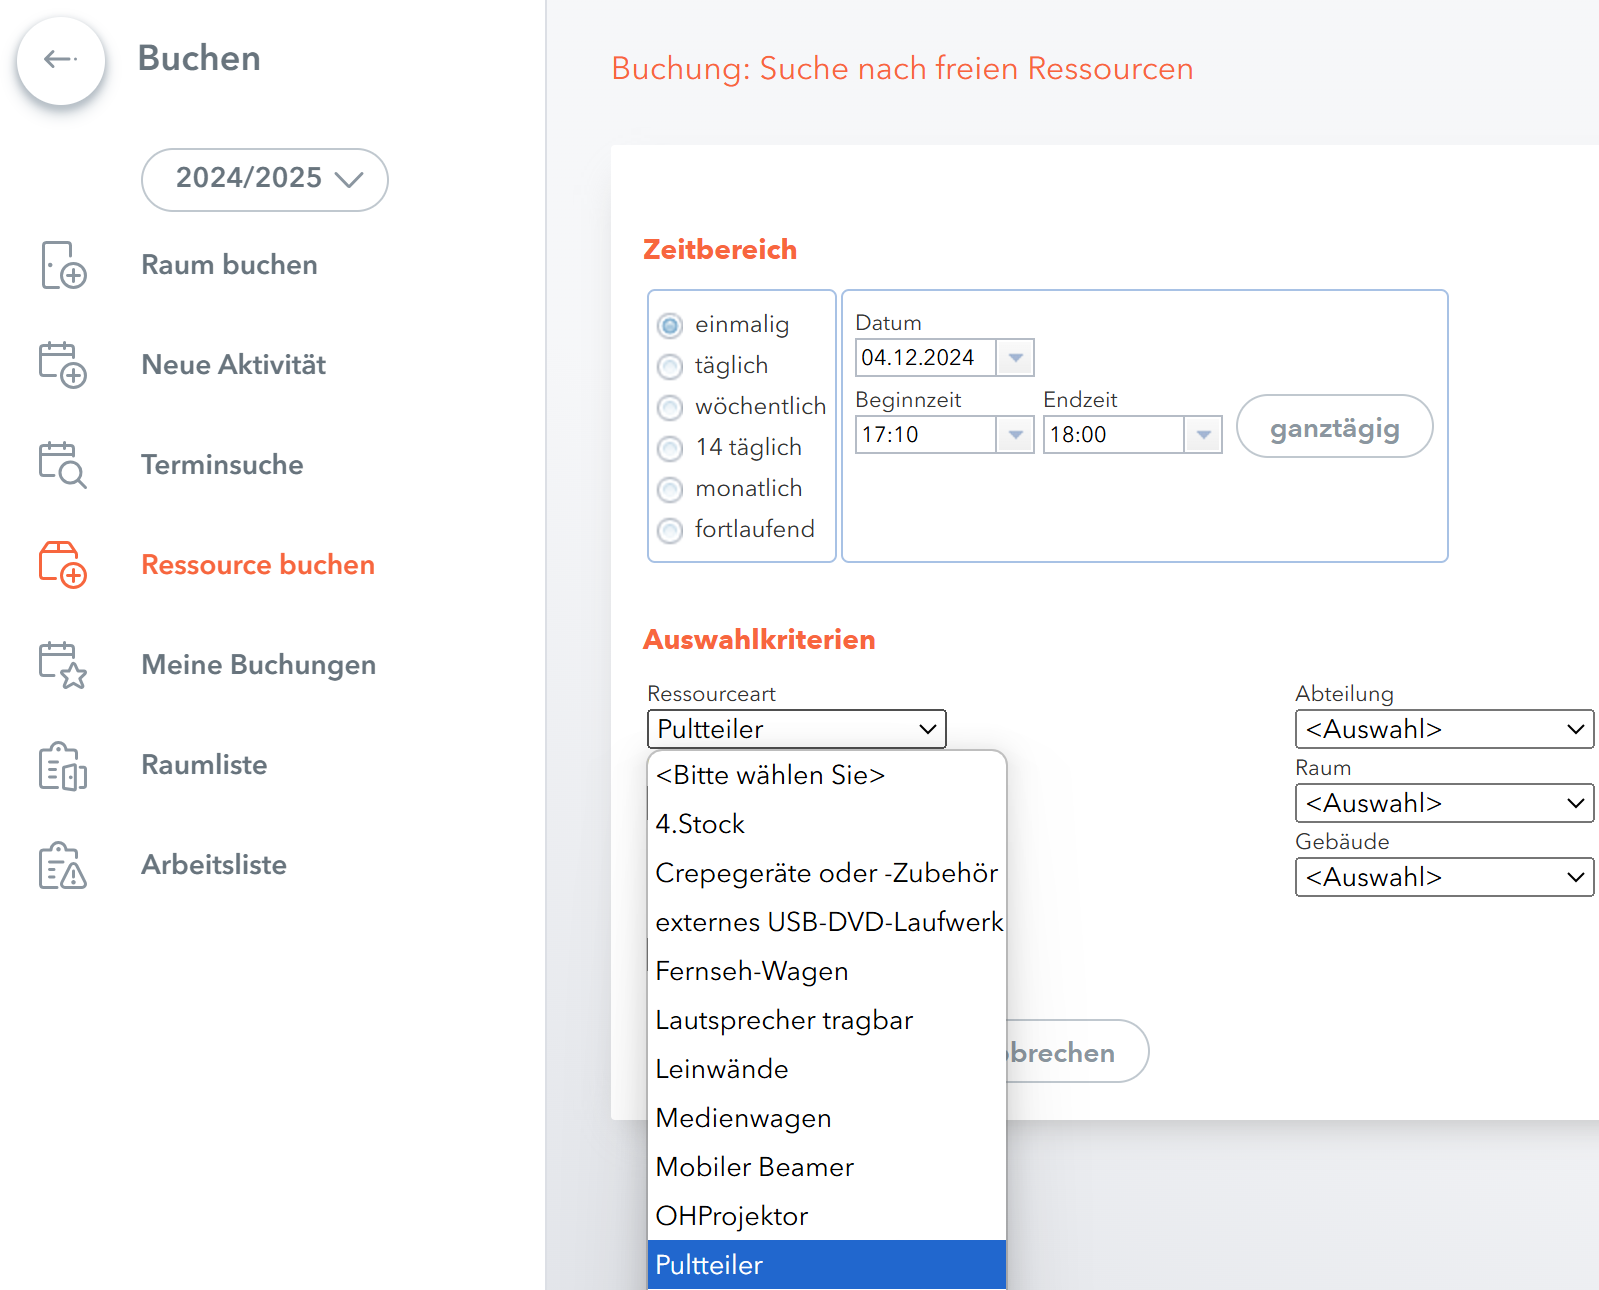 Buchen
2024/2025
Raum buchen
Neue Aktivität
Terminsuche
Ressource buchen
Meine Buchungen
Raumliste
Arbeitsliste
Buchung: Suche nach freien Ressourcen
Zeitbereich
einmalig
täglich
wöchentlich
14 täglich
monatlich
fortlaufend
Datum
04.12.2024
Beginnzeit Endzeit
17:10 18:00 ganztägig
Auswahlkriterien
Ressourceart
Pultteiler
<Bitte wählen Sie>
4.Stock
Crepegeräte oder -Zubehör
externes USB-DVD-Laufwerk
Fernseh-Wagen
Lautsprecher tragbar
Leinwände
Medienwagen
Mobiler Beamer
OHProjektor
Pultteiler
Abteilung
<Auswahl>
Raum
<Auswahl>
Gebäude
<Auswahl>
brechen